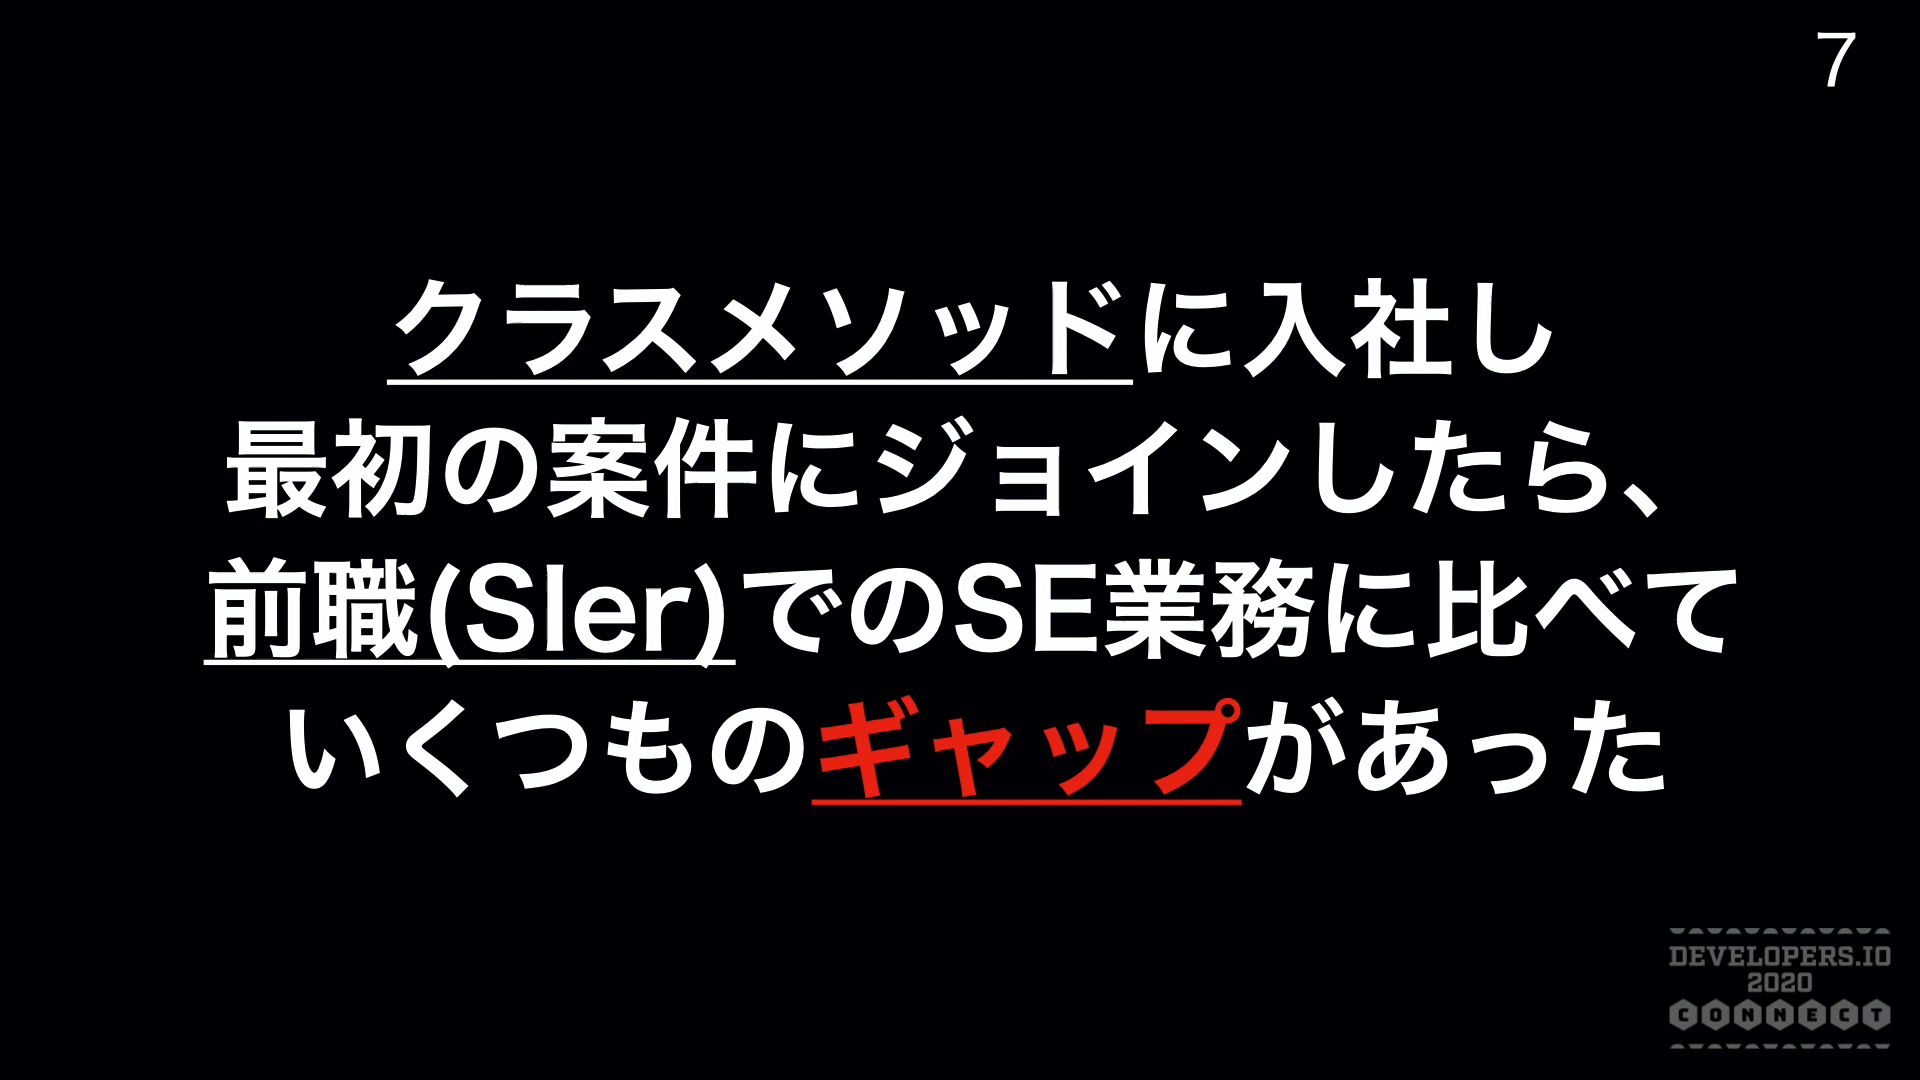 7
クラスメソッドに入社し
最初の案件にジョインしたら、
前職(SIer)でのSE業務に比べて
いくつものギャップがあった
DEVELOPERS.IO
2020
CONNECT